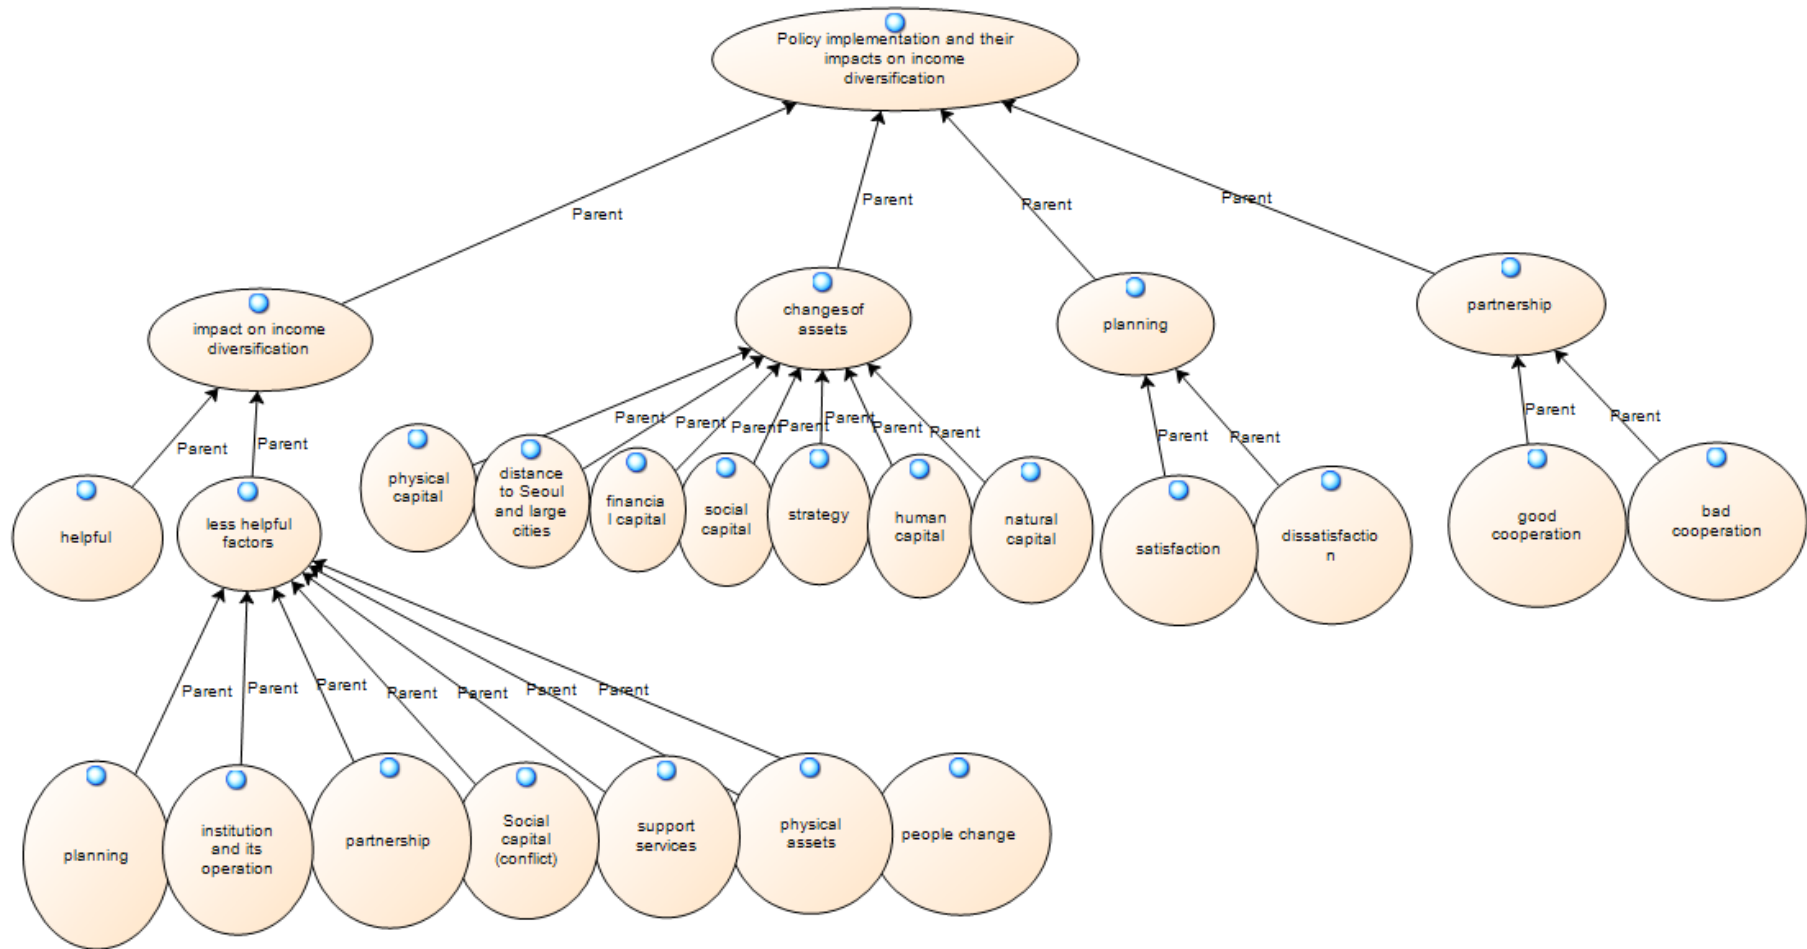 Policy implementation and their
impacts on income
diversification
Parent
Parent
Parent
Parent
impact on income
diversification
changesof
assets
planning
partnership
Parent
Parent
Parent
Parent
Parent
Parent
Parent
Parent
Parent
Parent
Parent
Parent
Parent
helpful
less helpful
factors
physical
capital
distance
to Seoul
and large
cities
financia
l capital
social
capital
strategy
human
capital
natural
capital
satisfaction
dissatisfactio
n
good
cooperation
bad
cooperation
Parent
Parent
Parent
Parent
Parent
Parent
Parent
planning
institution
and its
operation
partnership
Social
capital
(conflict)
support
services
physical
assets
people change